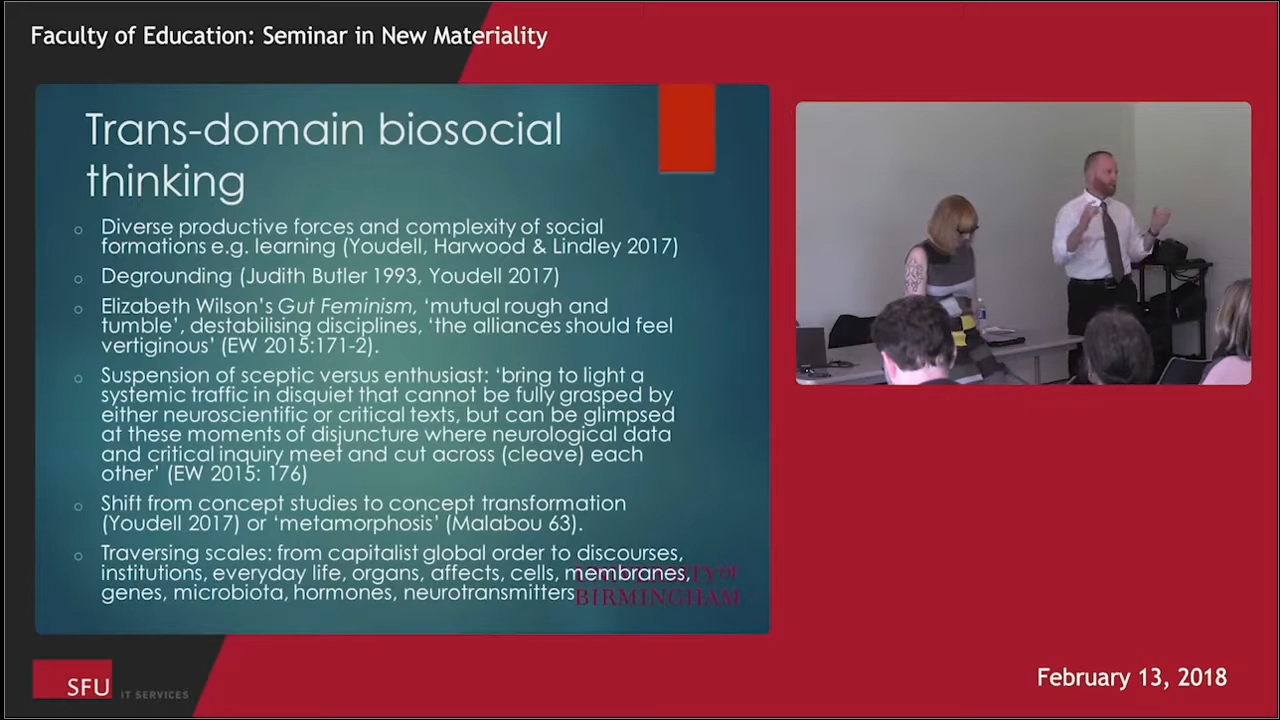 Faculty of Education: Seminar in New Materiality
Trans-domain biosocial
thinking
Diverse productive forces and complexity of social
formations e.g. learning (Youdell, Harwood & Lindley 2017)
Degrounding (Judith Butler 1993, Youdell 2017)
Elizabeth Wilson’s Gut Feminism, ‘mutual rough and
tumble’, destabilising disciplines, ‘the alliances should feel
vertiginous’ (EW 2015:171-2).
Suspension of sceptic versus enthusiast: ‘bring to light a
systemic traffic in disquiet that cannot be fully grasped by
either neuroscientific or critical texts, but can be glimpsed
at these moments of disjuncture where neurological data
and critical inquiry meet and cut across (cleave) each
other’ (EW 2015: 176)
Shift from concept studies to concept transformation
(Youdell 2017) or ‘metamorphosis’ (Malabou 63).
Traversing scales: from capitalist global order to discourses,
institutions, everyday life, organs, affects, cells, membranes,
genes, microbiota, hormones, neurotransmitters
UNIVERSITY OF
BIRMINGHAM
SFU IT SERVICES
February 13, 2018